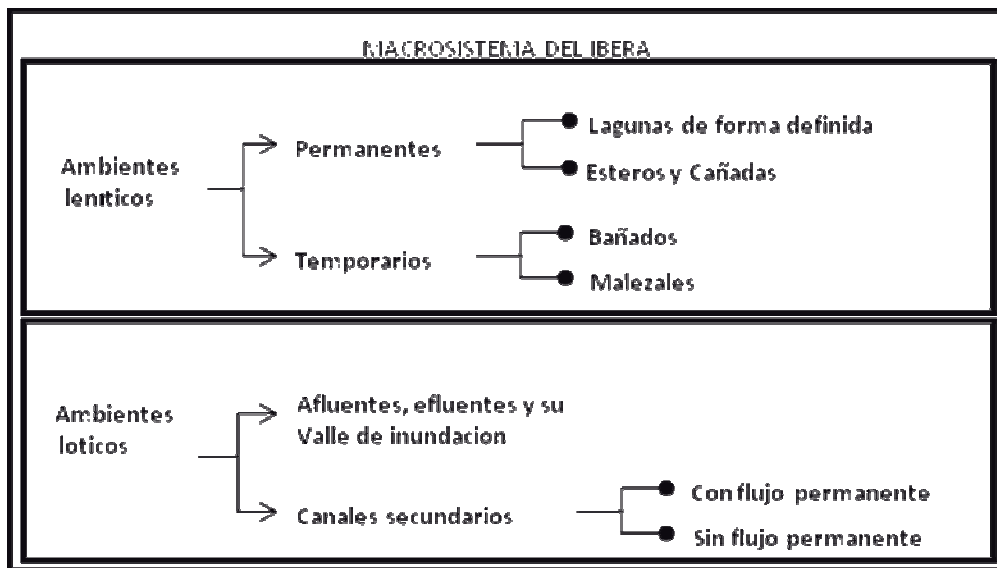 MACROSISTEMA DEL IBERA
Ambientes
leniticos
Permanentes
Lagunas de forma definida
Esteros y Cañadas
Temporarios
Bañados
Malezales
Ambientes
loticos
Afluentes, efluentes y su
Valle de inundacion
Canales secundarios
Con flujo permanente
Sin flujo permanente